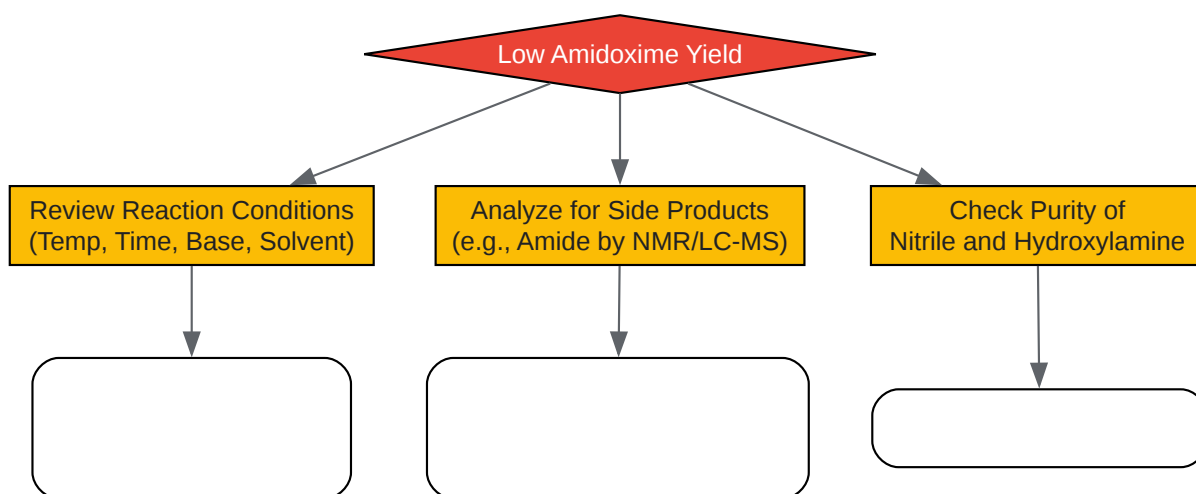 Low Amidoxime Yield
Review Reaction Conditions
(Temp, Time, Base, Solvent)
Analyze for Side Products
(e.g., Amide by NMR/LC-MS)
Check Purity of
Nitrile and Hydroxylamine